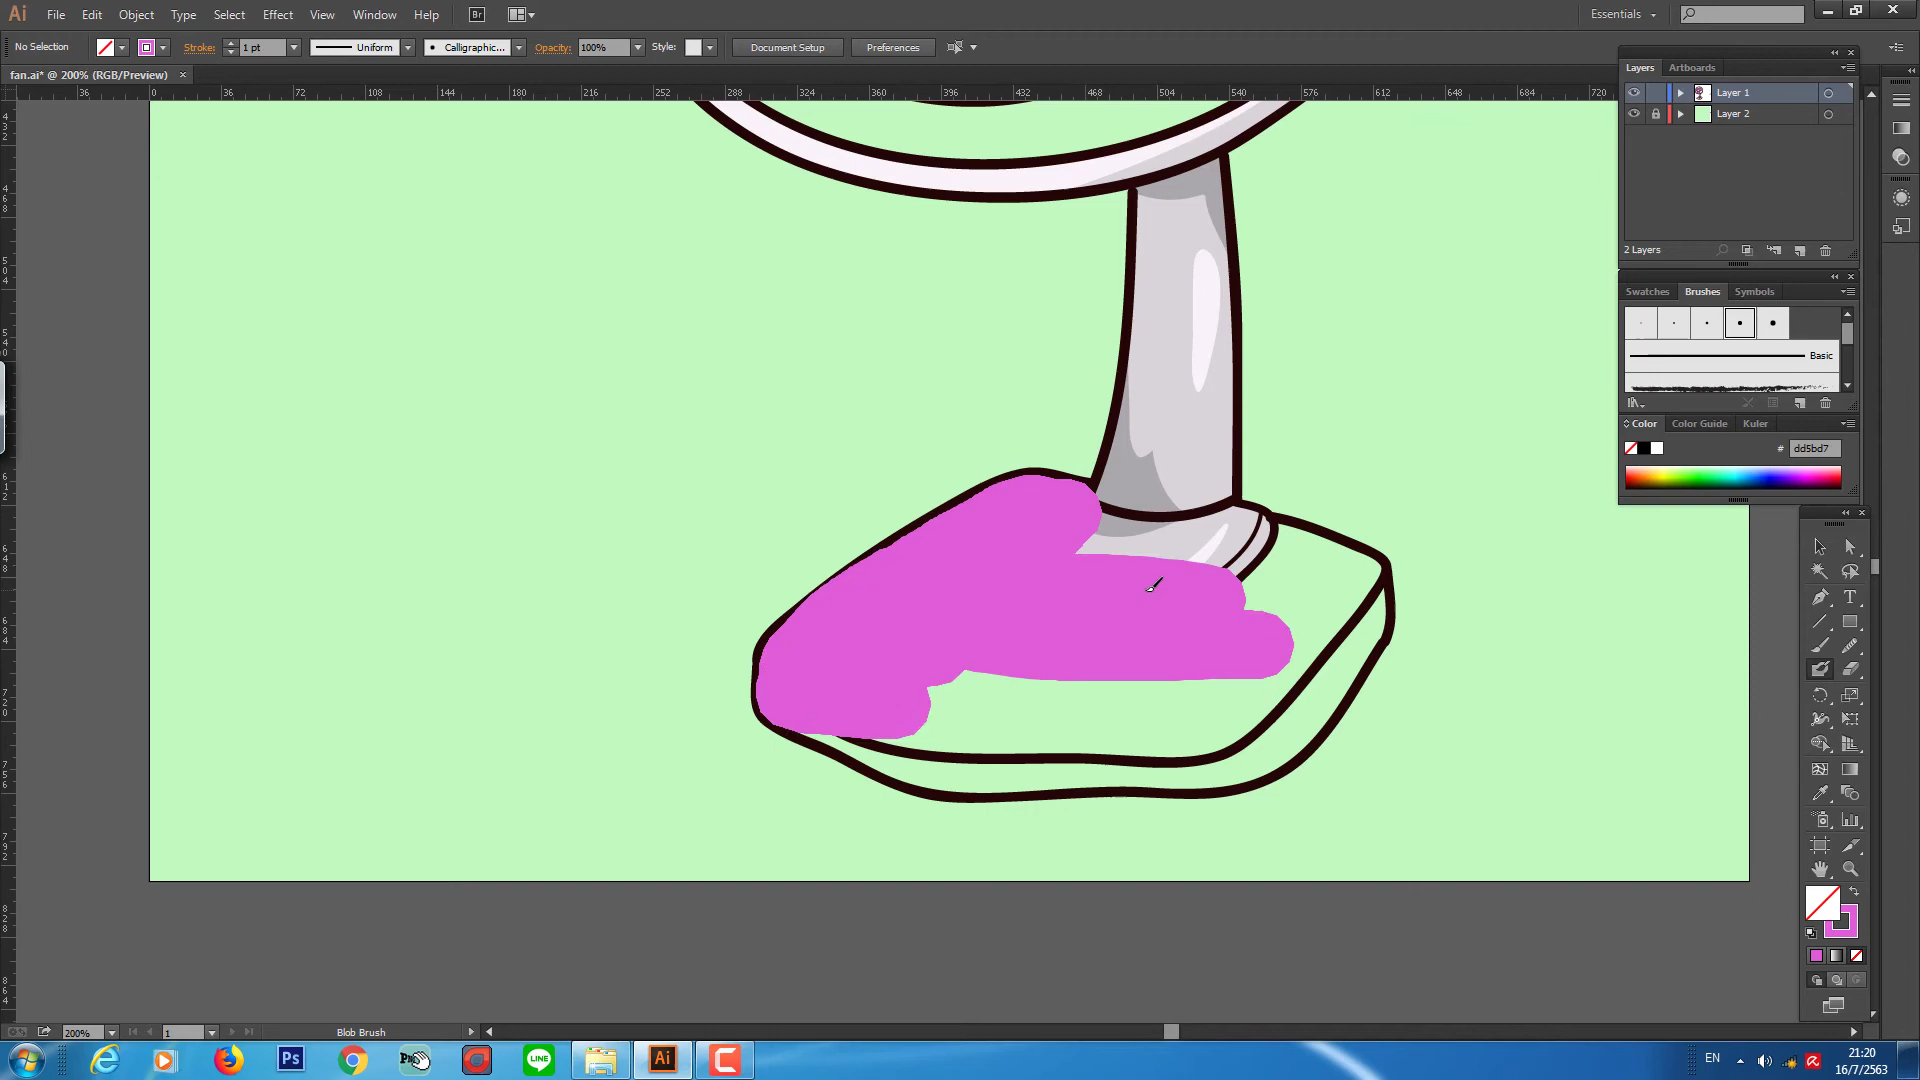 Ai File Edit Object Type Select Effect View Window Help Br Essentials
No Selection Stroke: 1 pt Uniform Calligraphic... Opacity: 100% Style: Document Setup Preferences
fan.ai* @ 200% (RGB/Preview)
36 0 36 72 108 144 180 216 252 288 324 360 396 432 468 504 540 576 612 648 684 720
Layers Artboards
Layer 1
Layer 2
2 Layers
Swatches Brushes Symbols
Basic
Color Color Guide Kuler
# dd5bd7
T
200% 1 Blob Brush
Ps LINE Ai
EN 21:20
16/7/2563